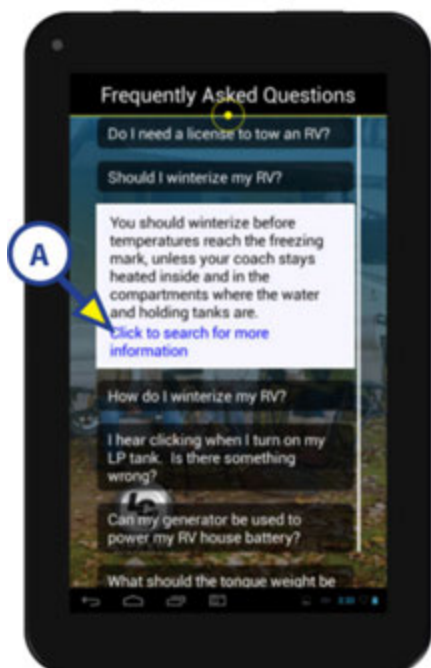 Frequently Asked Questions
Do I need a license to tow an RV?
Should I winterize my RV?
You should winterize before
temperatures reach the freezing
mark, unless your coach stays
heated inside and in the
compartments where the water
and holding tanks are.
Click to search for more
information
A
How do I winterize my RV?
I hear clicking when I turn on my
LP tank.  Is there something
wrong?
Can my generator be used to
power my RV house battery?
What should the tongue weight be